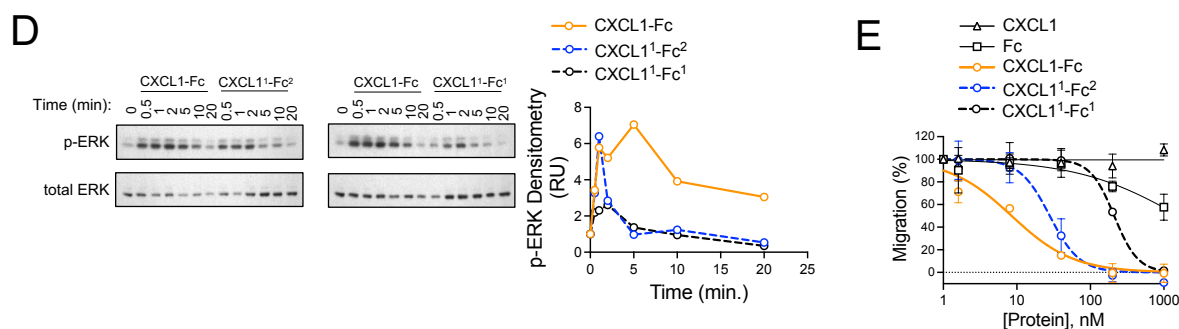 D
CXCL1-Fc CXCL1¹-Fc²
Time (min): 0 0.5 1 2 5 10 20 0.5 1 2 5 10 20
p-ERK
total ERK
CXCL1-Fc CXCL1¹-Fc¹
0 0.5 1 2 5 10 20 0.5 1 2 5 10 20
CXCL1-Fc
CXCL1¹-Fc²
CXCL1¹-Fc¹
p-ERK Densitometry
(RU)
8
6
4
2
0
0 5 10 15 20 25
Time (min.)
E
CXCL1
Fc
CXCL1-Fc
CXCL1¹-Fc²
CXCL1¹-Fc¹
Migration (%)
120
100
80
60
40
20
0
1 10 100 1000
[Protein], nM